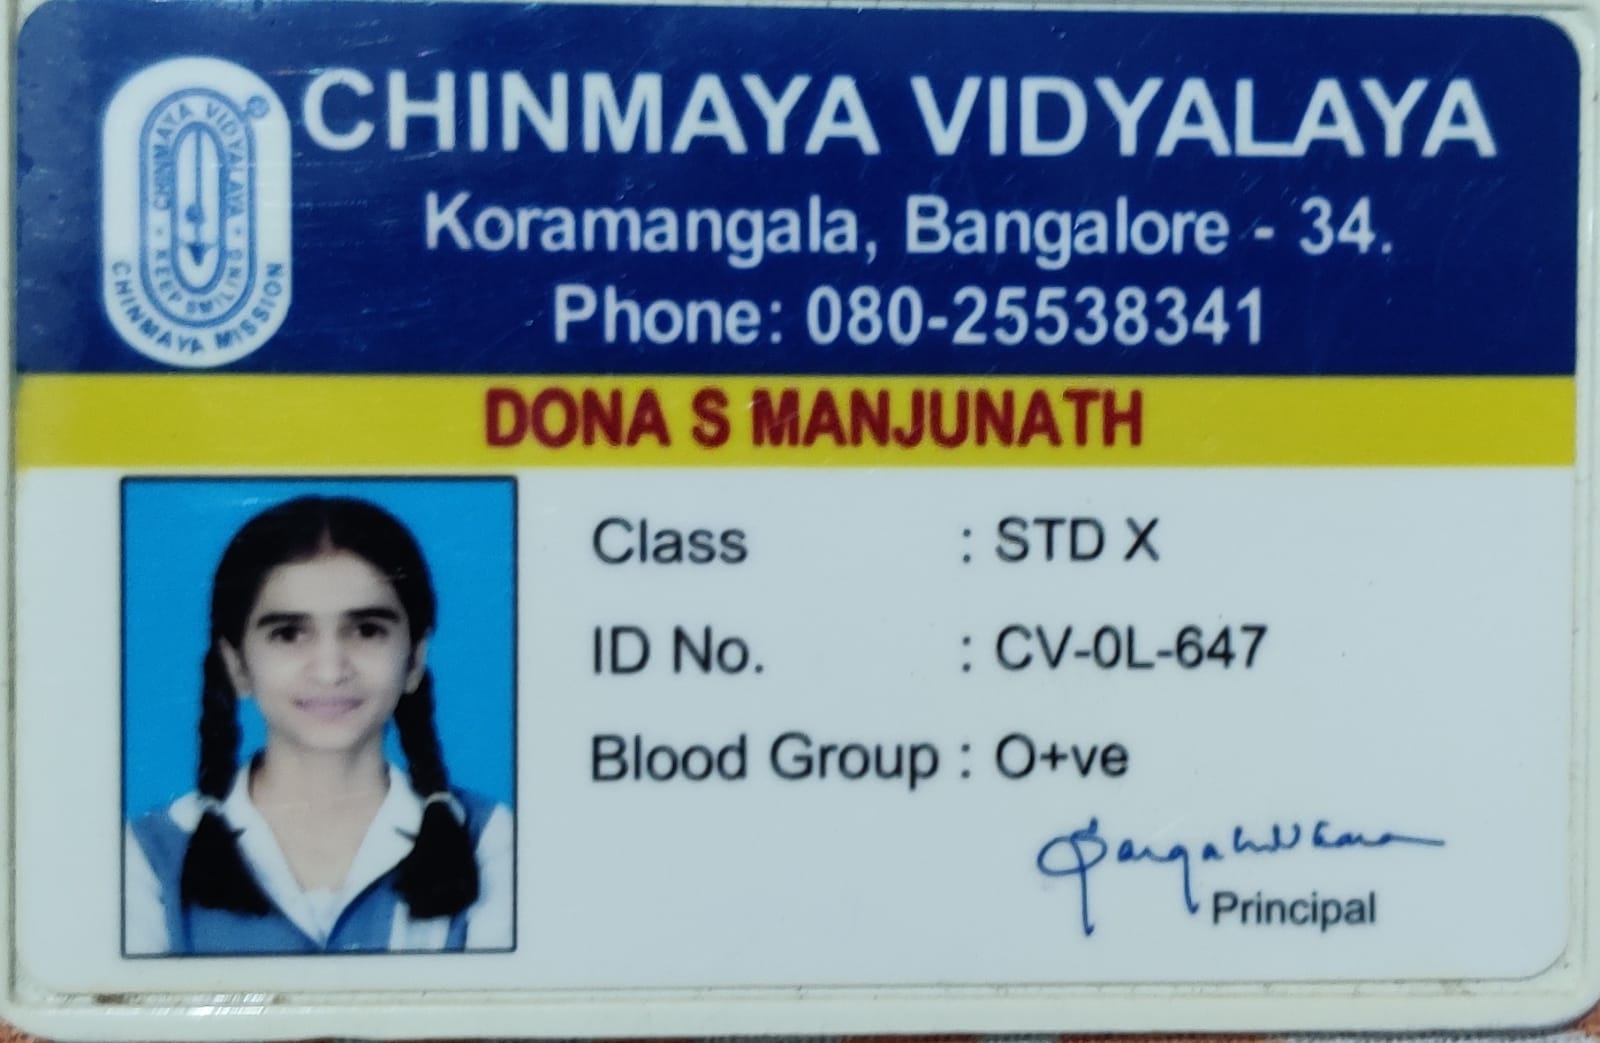 CHINMAYA VIDYALAYA
CHINMAYA VIDYALAYA
KEEP SMILING
CHINMAYA MISSION
Koramangala, Bangalore - 34.
Phone: 080-25538341
DONA S MANJUNATH
Class : STD X
ID No. : CV-0L-647
Blood Group : O+ve
Principal